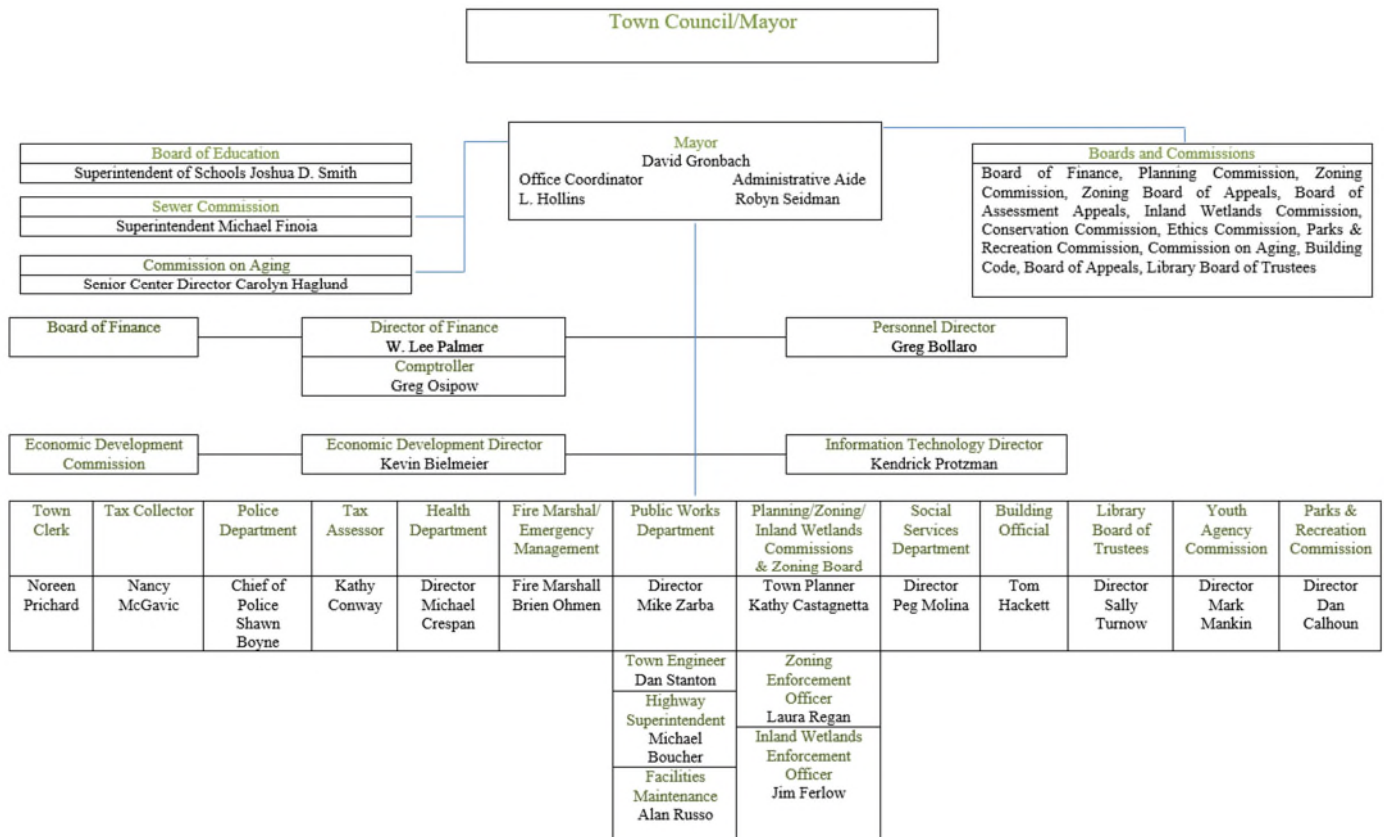 Town Council/Mayor
Mayor
David Gronbach
Office Coordinator Administrative Aide
L. Hollins Robyn Seidman
Board of Education
Superintendent of Schools Joshua D. Smith
Sewer Commission
Superintendent Michael Finoia
Commission on Aging
Senior Center Director Carolyn Haglund
Boards and Commissions
Board of Finance, Planning Commission, Zoning
Commission, Zoning Board of Appeals, Board of
Assessment Appeals, Inland Wetlands Commission,
Conservation Commission, Ethics Commission, Parks &
Recreation Commission, Commission on Aging, Building
Code, Board of Appeals, Library Board of Trustees
Board of Finance
Director of Finance
W. Lee Palmer
Comptroller
Greg Osipow
Personnel Director
Greg Bollaro
Economic Development
Commission
Economic Development Director
Kevin Bielmeier
Information Technology Director
Kendrick Protzman
Town
Clerk
Noreen
Prichard
Tax Collector
Nancy
McGavic
Police
Department
Chief of
Police
Shawn
Boyne
Tax
Assessor
Kathy
Conway
Health
Department
Director
Michael
Crespan
Fire Marshal/
Emergency
Management
Fire Marshall
Brien Ohmen
Public Works
Department
Director
Mike Zarba
Town Engineer
Dan Stanton
Highway
Superintendent
Michael
Boucher
Facilities
Maintenance
Alan Russo
Planning/Zoning/
Inland Wetlands
Commissions
& Zoning Board
Town Planner
Kathy Castagnetta
Zoning
Enforcement
Officer
Laura Regan
Inland Wetlands
Enforcement
Officer
Jim Ferlow
Social
Services
Department
Director
Peg Molina
Building
Official
Tom
Hackett
Library
Board of
Trustees
Director
Sally
Turnow
Youth
Agency
Commission
Director
Mark
Mankin
Parks &
Recreation
Commission
Director
Dan
Calhoun